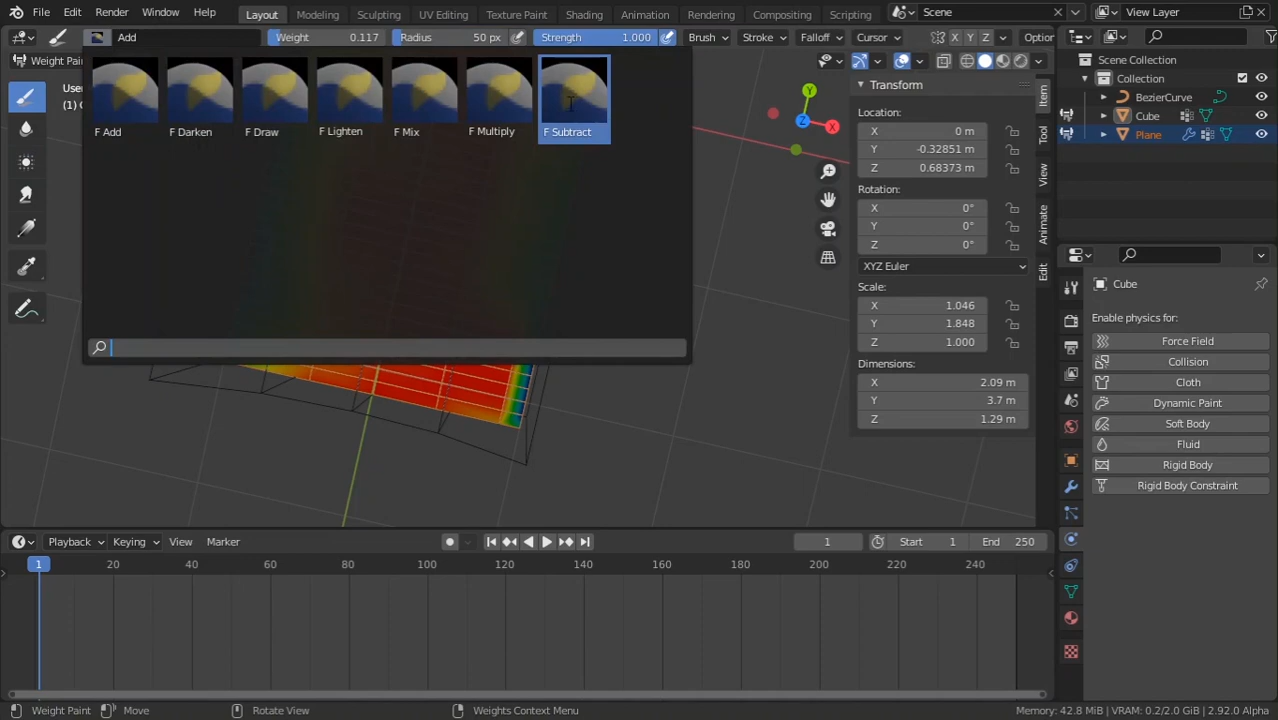 File Edit Render Window Help Layout Modeling Sculpting UV Editing Texture Paint Shading Animation Rendering Compositing Scripting Scene View Layer
Add Weight 0.117 Radius 50 px Strength 1.000 Brush Stroke Falloff Cursor X Y Z Option
Weight Pai
F Add F Darken F Draw F Lighten F Mix F Multiply F Subtract
User
(1) C
Transform
Location:
X 0 m
Y -0.32851 m
Z 0.68373 m
Rotation:
X 0°
Y 0°
Z 0°
XYZ Euler
Scale:
X 1.046
Y 1.848
Z 1.000
Dimensions:
X 2.09 m
Y 3.7 m
Z 1.29 m
Item
Tool
View
Animate
Edit
Y
Z
X
Scene Collection
Collection
BezierCurve
Cube
Plane
Cube
Enable physics for:
Force Field
Collision
Cloth
Dynamic Paint
Soft Body
Fluid
Rigid Body
Rigid Body Constraint
Playback Keying View Marker 1 Start 1 End 250
1 20 40 60 80 100 120 140 160 180 200 220 240
Weight Paint Move Rotate View Weights Context Menu Memory: 42.8 MiB | VRAM: 0.2/2.0 GiB | 2.92.0 Alpha